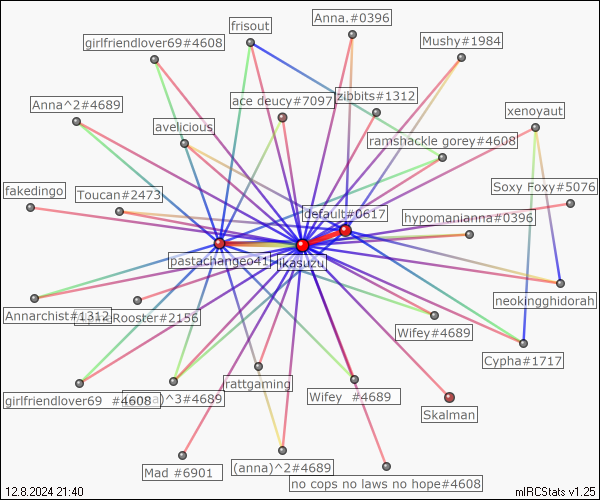 Anna.#0396
frisout
girlfriendlover69#4608
Mushy#1984
Anna^2#4689
ace deucy#7097
zibbits#1312
xenoyaut
avelicious
ramshackle gorey#4608
fakedingo
Toucan#2473
Soxy Foxy#5076
default#0617
hypomanianna#0396
pastachangeo41
ikasuzu
neokingghidorah
Annarchist#1312
Rooster#2156
Wifey#4689
Cypha#1717
rattgaming
girlfriendlover69 #4608
)^3#4689
Wifey #4689
Skalman
Mad #6901
(anna)^2#4689
no cops no laws no hope#4608
12.8.2024 21:40
mIRCStats v1.25